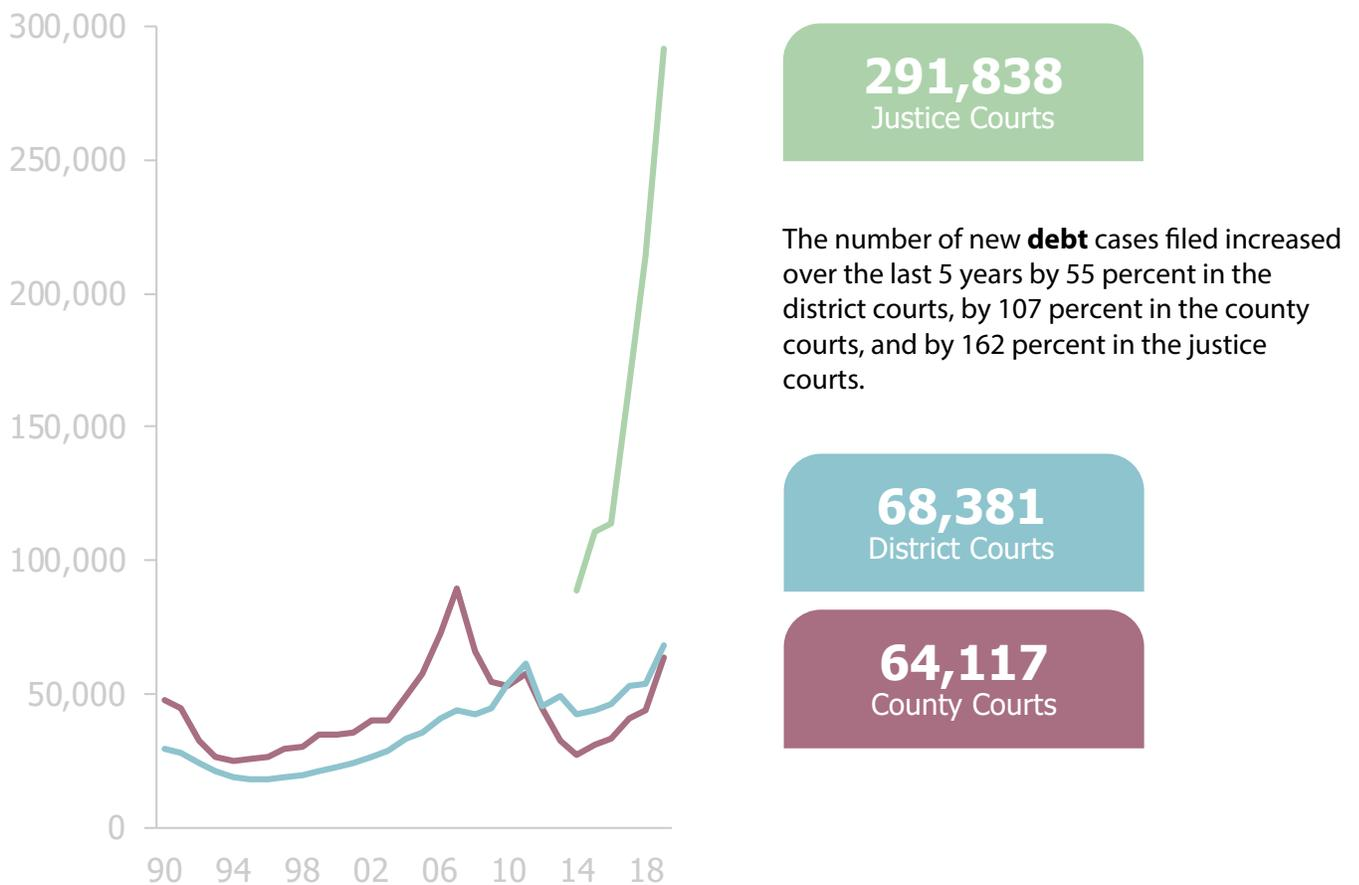 300,000
250,000
200,000
150,000
100,000
50,000
0
90 94 98 02 06 10 14 18
291,838
Justice Courts
The number of new debt cases filed increased
over the last 5 years by 55 percent in the
district courts, by 107 percent in the county
courts, and by 162 percent in the justice
courts.
68,381
District Courts
64,117
County Courts